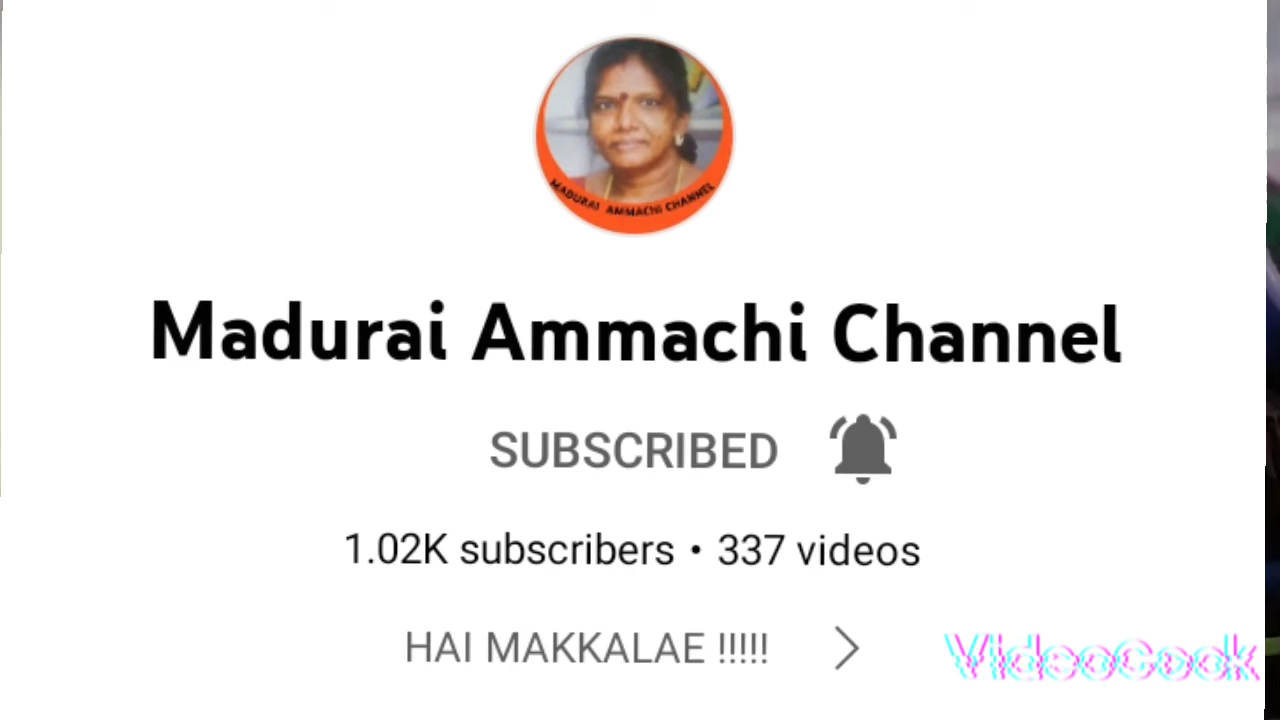 MADURAI AMMACHI CHANNEL
Madurai Ammachi Channel
SUBSCRIBED
1.02K subscribers • 337 videos
HAI MAKKALAE !!!!!
VideoCook